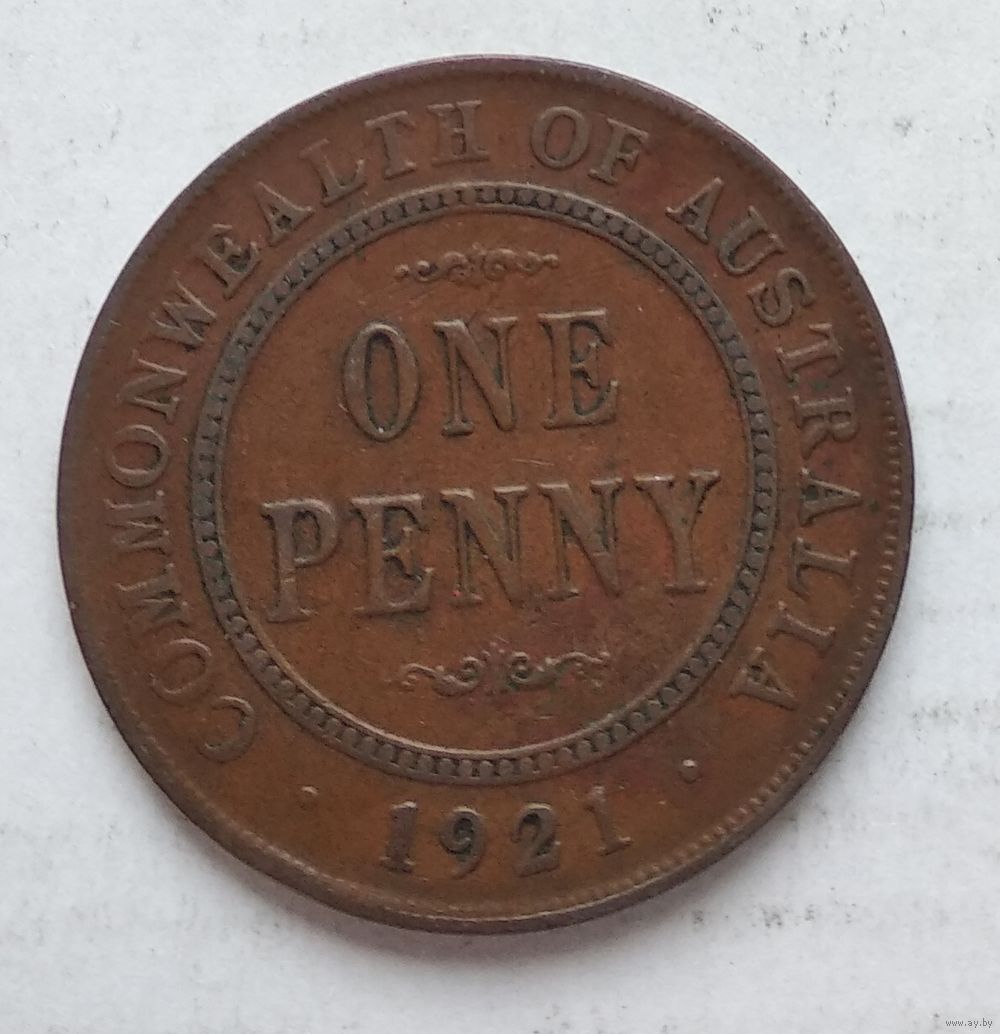 COMMONWEALTH OF AUSTRALIA
ONE
PENNY
· 1921 ·
www.ay.by